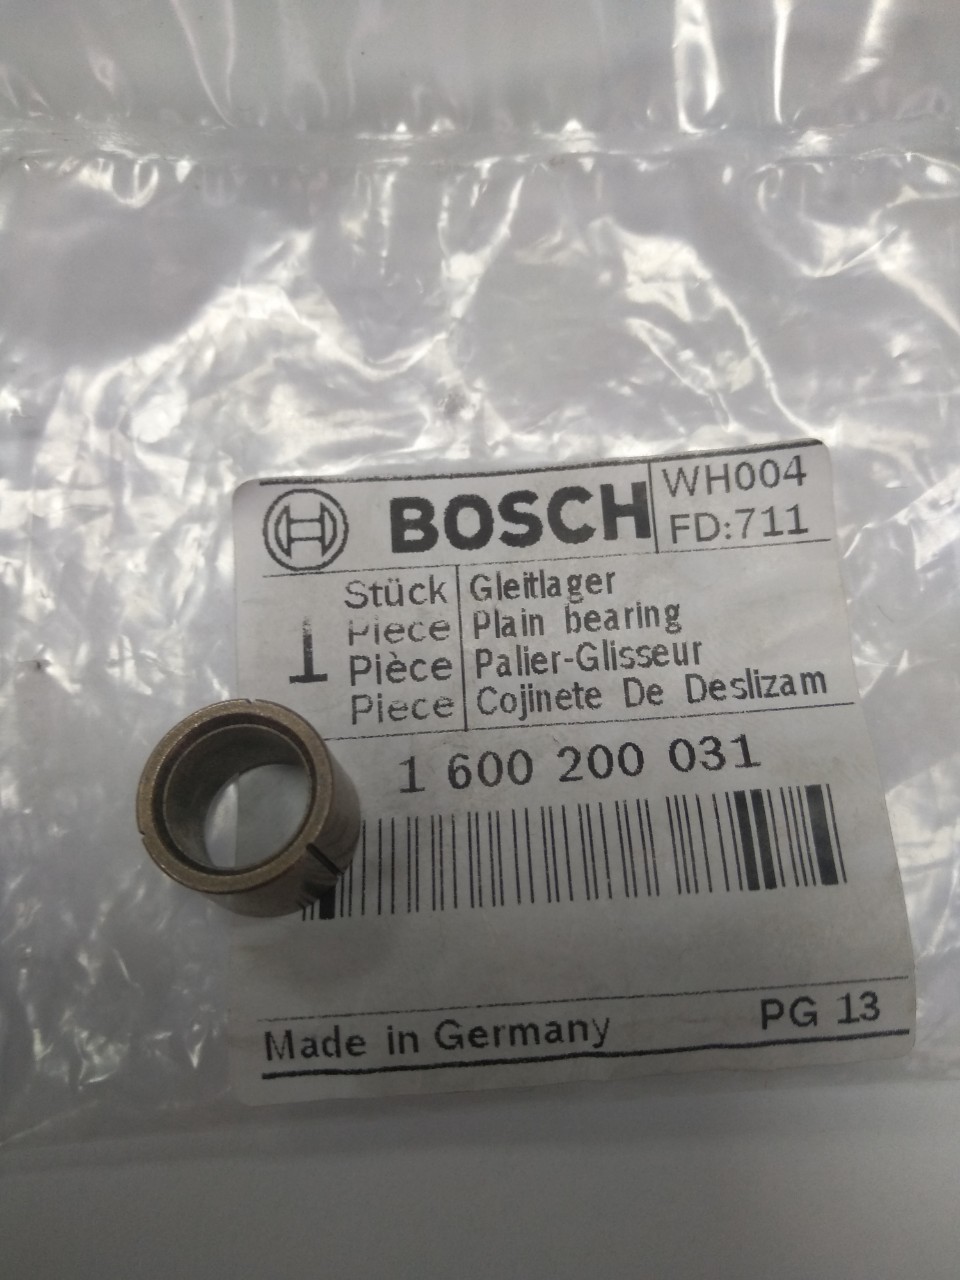 BOSCH
WH004
FD:711
1
Stück Gleitlager
Piece Plain bearing
Pièce Palier-Glisseur
Piece Cojinete De Deslizam
1 600 200 031
Made in Germany PG 13